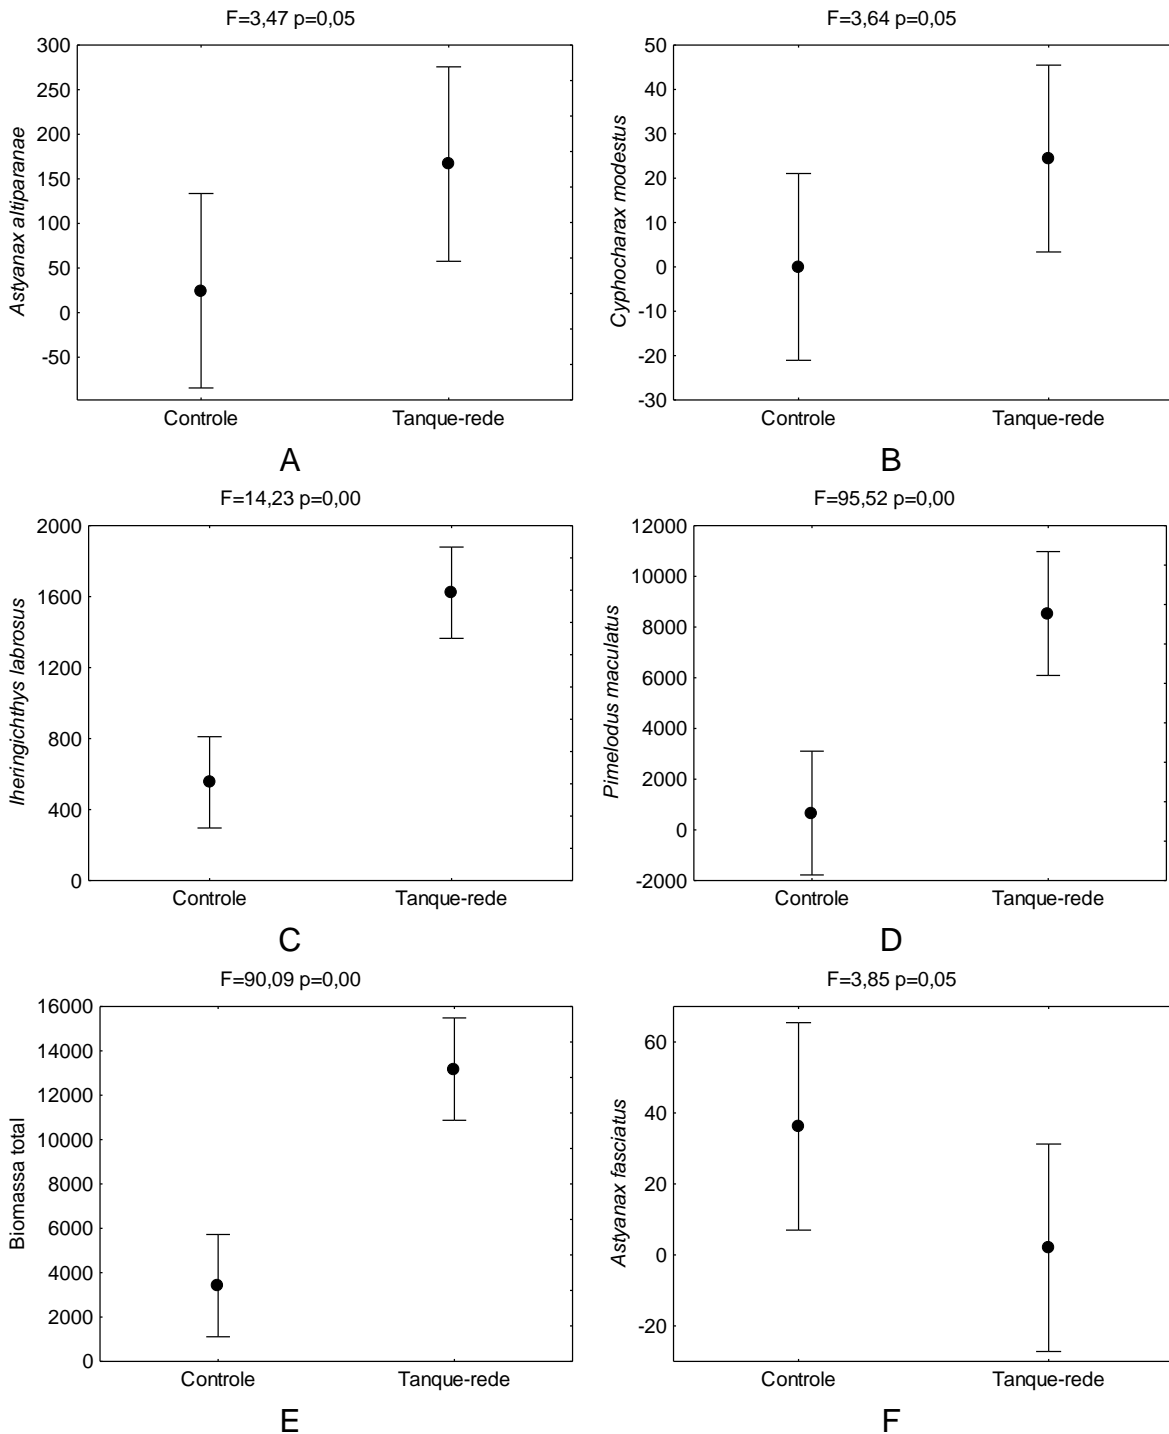 F=3,47 p=0,05
Astyanax altiparanae
300
250
200
150
100
50
0
-50
Controle Tanque-rede
A
F=3,64 p=0,05
Cyphocharax modestus
50
40
30
20
10
0
-10
-20
-30
Controle Tanque-rede
B
F=14,23 p=0,00
Iheringichthys labrosus
2000
1600
1200
800
400
0
Controle Tanque-rede
C
F=95,52 p=0,00
Pimelodus maculatus
12000
10000
8000
6000
4000
2000
0
-2000
Controle Tanque-rede
D
F=90,09 p=0,00
Biomassa total
16000
14000
12000
10000
8000
6000
4000
2000
0
Controle Tanque-rede
E
F=3,85 p=0,05
Astyanax fasciatus
60
40
20
0
-20
Controle Tanque-rede
F